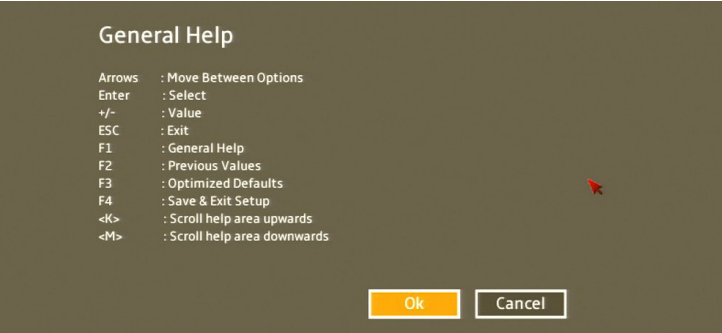 General Help
Arrows : Move Between Options
Enter : Select
+/- : Value
ESC : Exit
F1 : General Help
F2 : Previous Values
F3 : Optimized Defaults
F4 : Save & Exit Setup
<K> : Scroll help area upwards
<M> : Scroll help area downwards
Ok Cancel